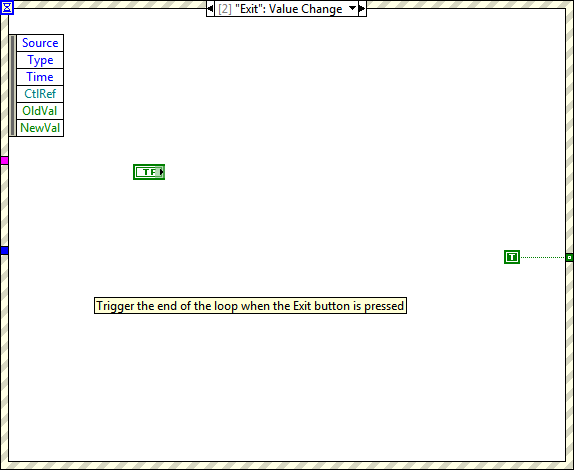 [2] "Exit": Value Change
Source
Type
Time
CtlRef
OldVal
NewVal
TF
T
Trigger the end of the loop when the Exit button is pressed